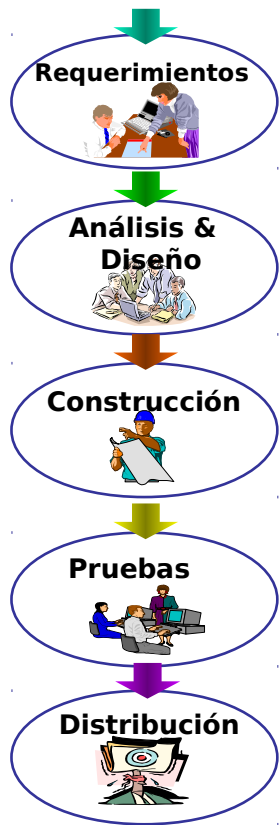 Requerimientos
Análisis &
Diseño
Construcción
Pruebas
Distribución